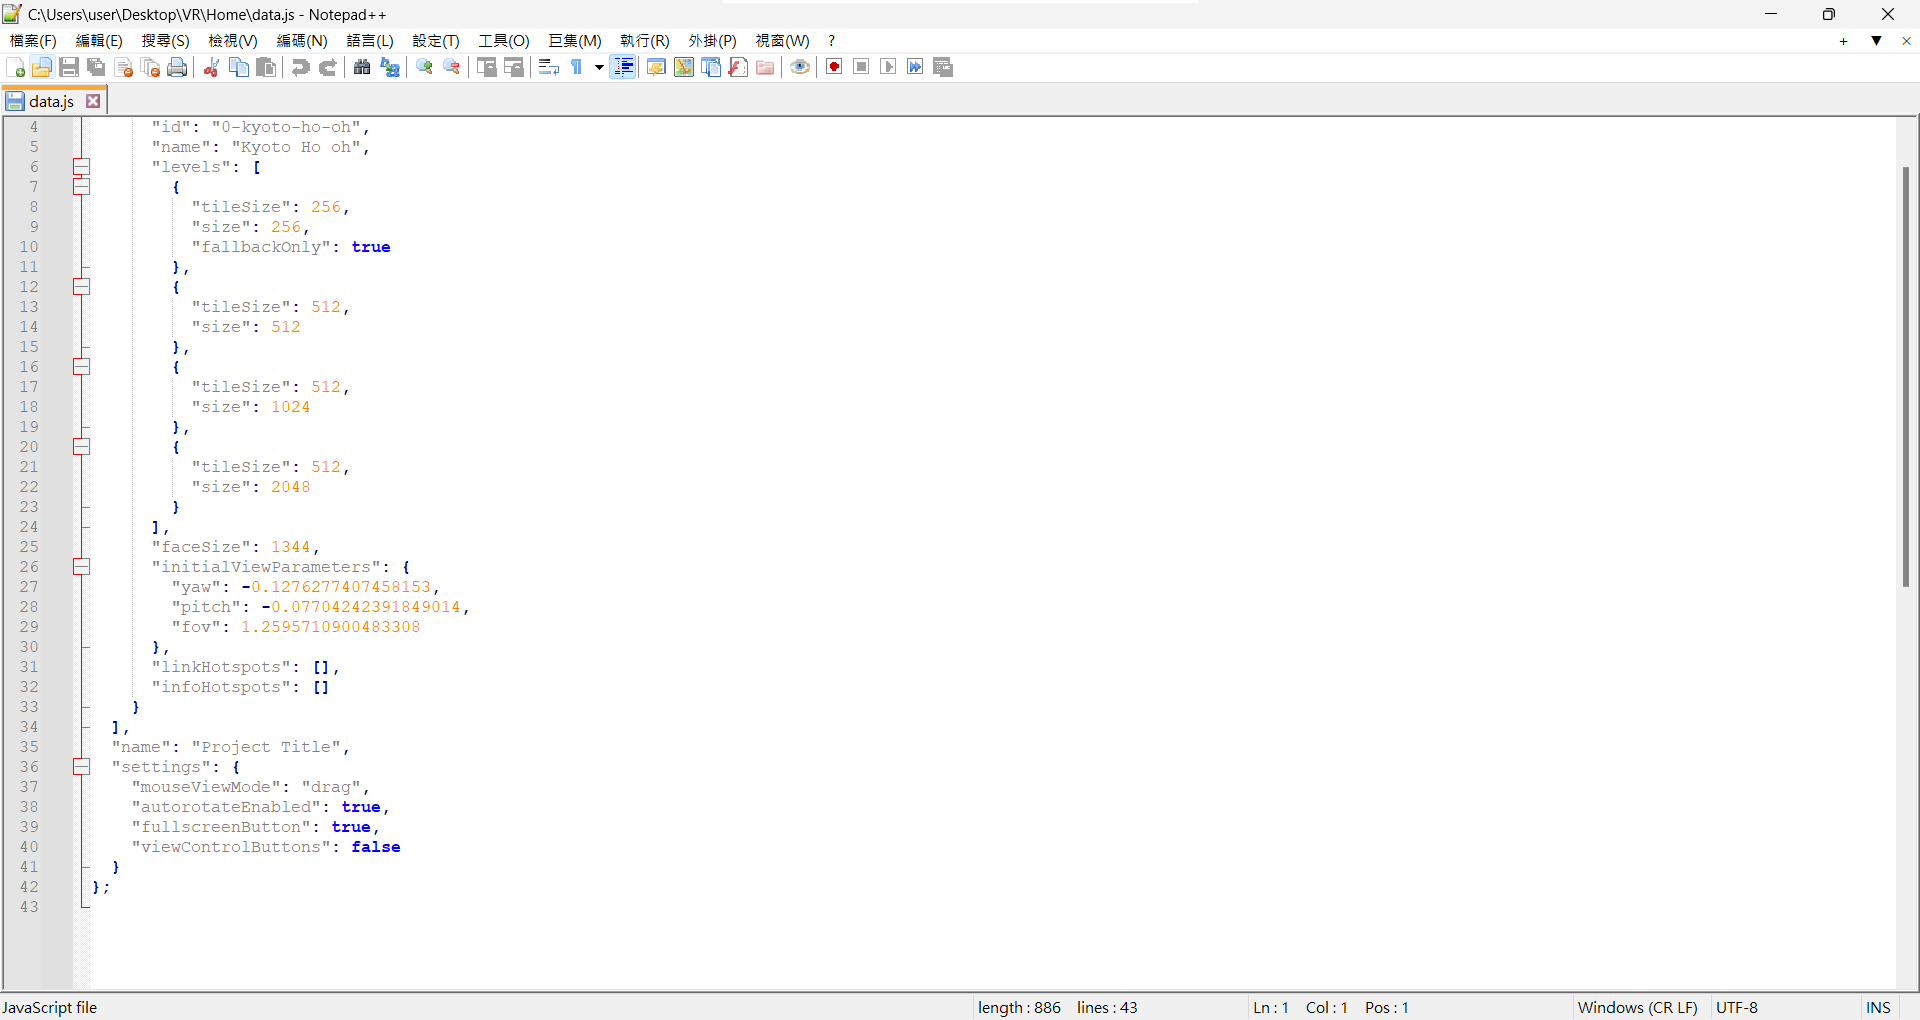 C:\Users\user\Desktop\VR\Home\data.js - Notepad++
檔案(F) 編輯(E) 搜尋(S) 檢視(V) 編碼(N) 語言(L) 設定(T) 工具(O) 巨集(M) 執行(R) 外掛(P) 視窗(W) ?
data.js
4 "id": "0-kyoto-ho-oh",
5 "name": "Kyoto Ho oh",
6 "levels": [
7 {
8 "tileSize": 256,
9 "size": 256,
10 "fallbackOnly": true
11 },
12 {
13 "tileSize": 512,
14 "size": 512
15 },
16 {
17 "tileSize": 512,
18 "size": 1024
19 },
20 {
21 "tileSize": 512,
22 "size": 2048
23 }
24 ],
25 "faceSize": 1344,
26 "initialViewParameters": {
27 "yaw": -0.1276277407458153,
28 "pitch": -0.07704242391849014,
29 "fov": 1.2595710900483308
30 },
31 "linkHotspots": [],
32 "infoHotspots": []
33 }
34 ],
35 "name": "Project Title",
36 "settings": {
37 "mouseViewMode": "drag",
38 "autorotateEnabled": true,
39 "fullscreenButton": true,
40 "viewControlButtons": false
41 }
42 };
43
JavaScript file length : 886 lines : 43 Ln : 1 Col : 1 Pos : 1 Windows (CR LF) UTF-8 INS